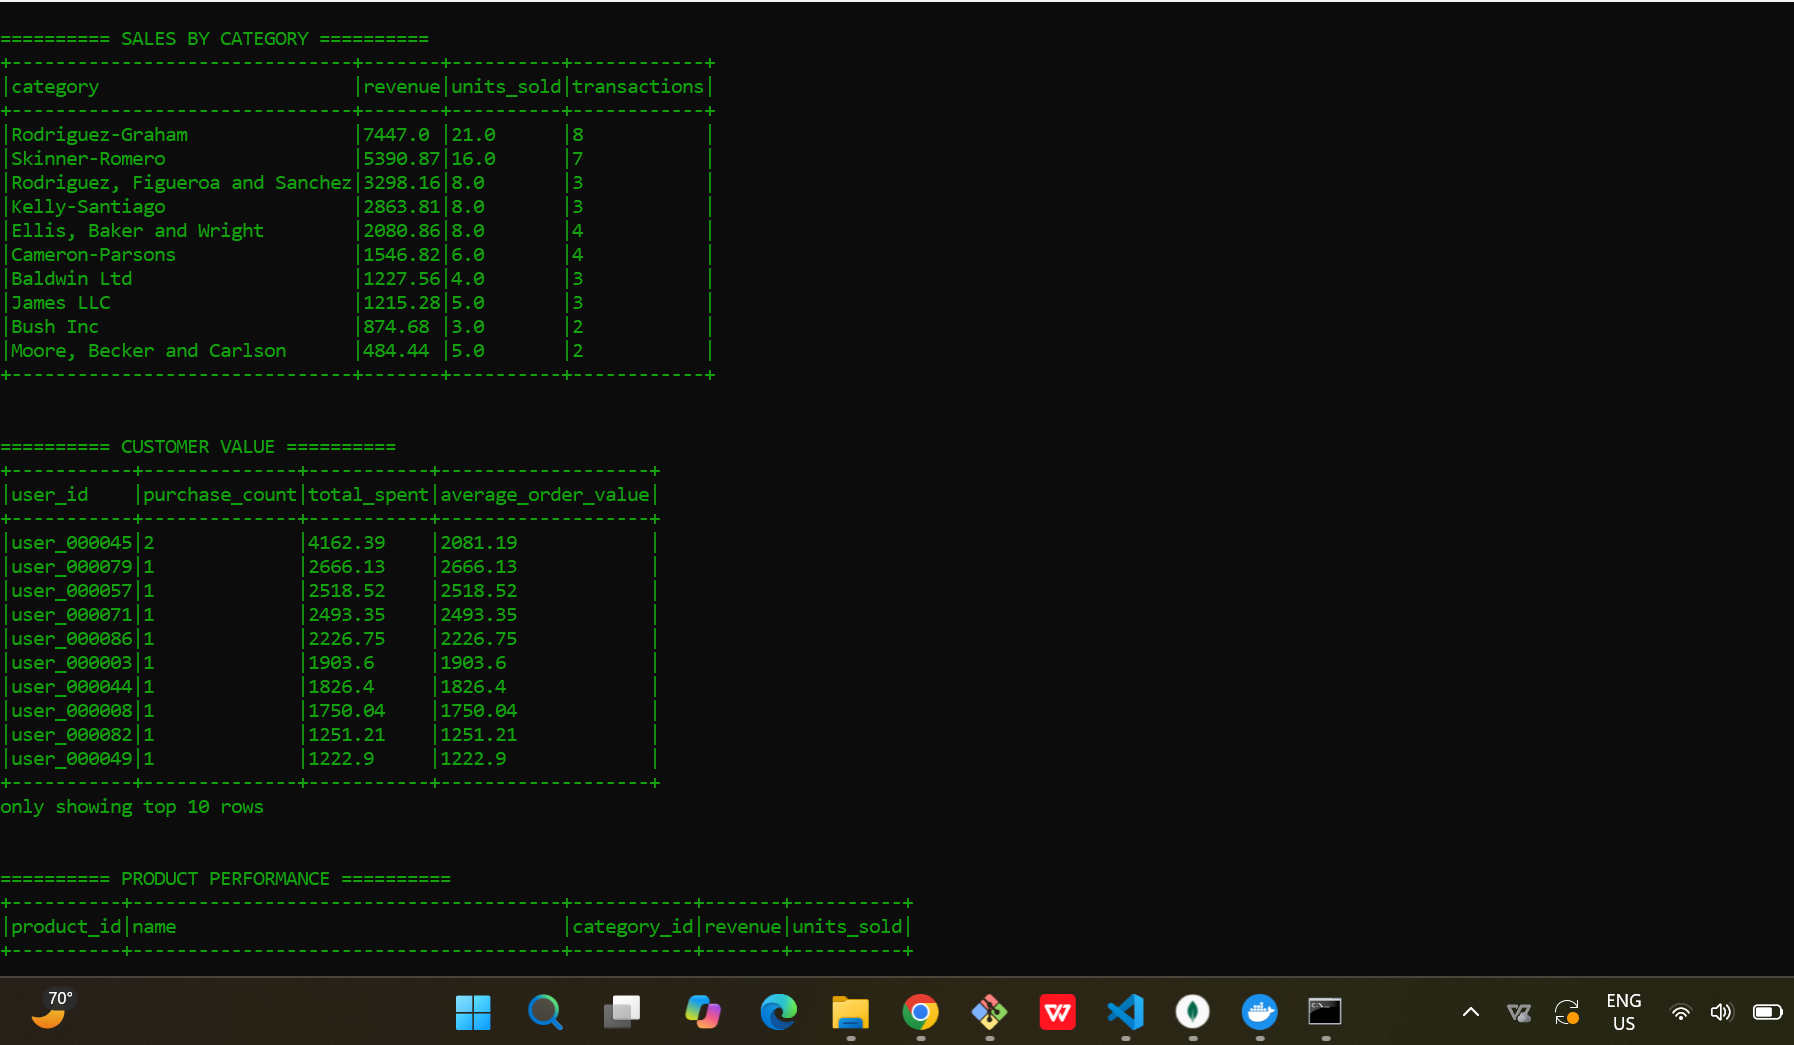 ========== SALES BY CATEGORY ==========
+-------------------------------+-------+----------+------------+
|category                       |revenue|units_sold|transactions|
+-------------------------------+-------+----------+------------+
|Rodriguez-Graham               |7447.0 |21.0      |8           |
|Skinner-Romero                 |5390.87|16.0      |7           |
|Rodriguez, Figueroa and Sanchez|3298.16|8.0       |3           |
|Kelly-Santiago                 |2863.81|8.0       |3           |
|Ellis, Baker and Wright        |2080.86|8.0       |4           |
|Cameron-Parsons                |1546.82|6.0       |4           |
|Baldwin Ltd                    |1227.56|4.0       |3           |
|James LLC                      |1215.28|5.0       |3           |
|Bush Inc                       |874.68 |3.0       |2           |
|Moore, Becker and Carlson      |484.44 |5.0       |2           |
+-------------------------------+-------+----------+------------+
========== CUSTOMER VALUE ==========
+-----------+--------------+-----------+-------------------+
|user_id    |purchase_count|total_spent|average_order_value|
+-----------+--------------+-----------+-------------------+
|user_000045|2             |4162.39    |2081.19            |
|user_000079|1             |2666.13    |2666.13            |
|user_000057|1             |2518.52    |2518.52            |
|user_000071|1             |2493.35    |2493.35            |
|user_000086|1             |2226.75    |2226.75            |
|user_000003|1             |1903.6     |1903.6             |
|user_000044|1             |1826.4     |1826.4             |
|user_000008|1             |1750.04    |1750.04            |
|user_000082|1             |1251.21    |1251.21            |
|user_000049|1             |1222.9     |1222.9             |
+-----------+--------------+-----------+-------------------+
only showing top 10 rows
========== PRODUCT PERFORMANCE ==========
+----------+---------------------------------------+-----------+-------+----------+
|product_id|name                                   |category_id|revenue|units_sold|
+----------+---------------------------------------+-----------+-------+----------+
70°
ENG
US